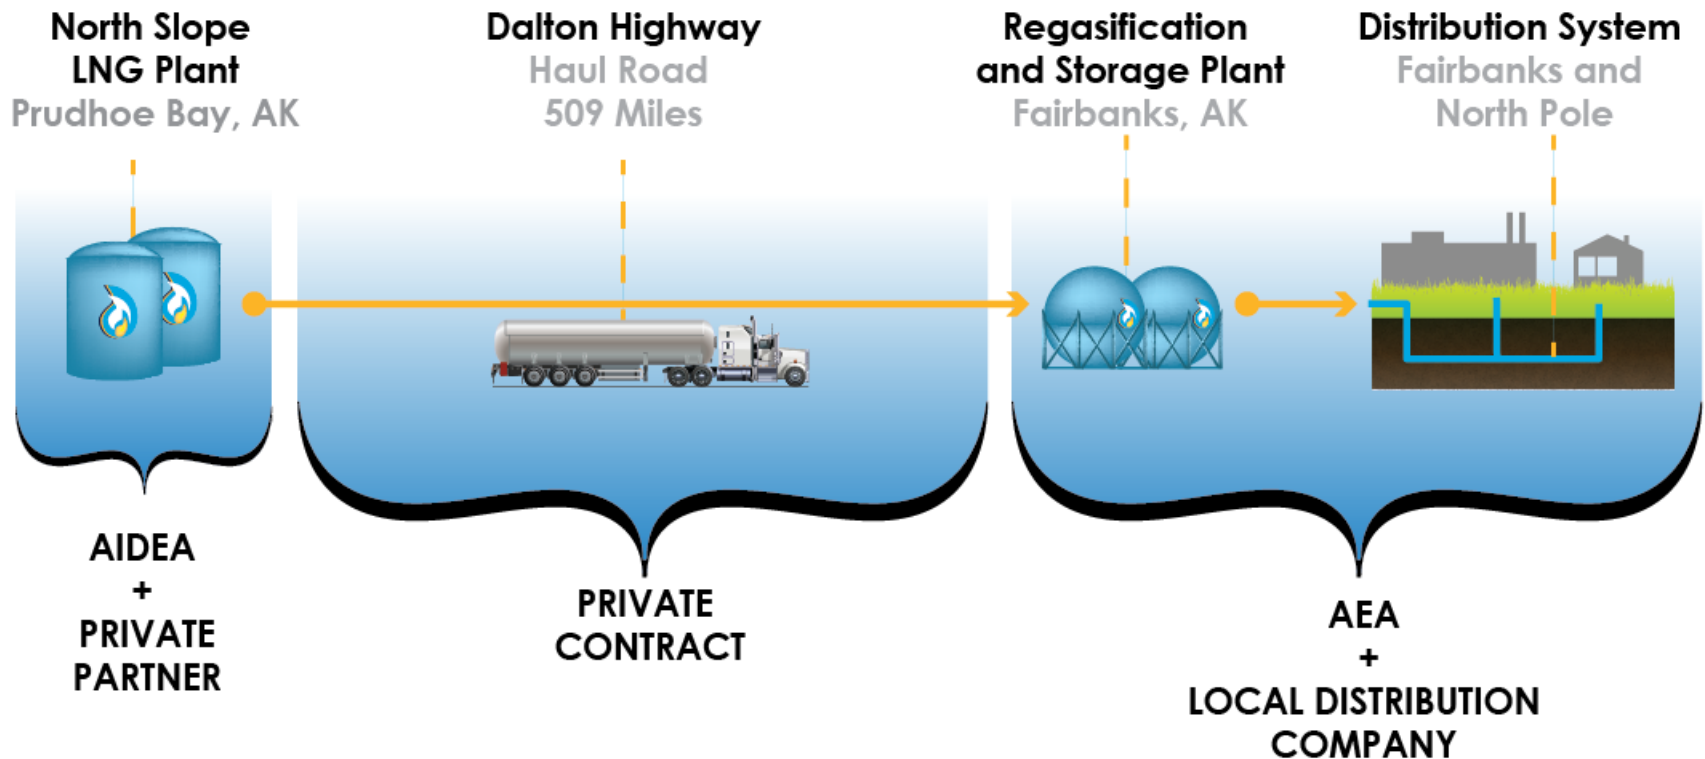 North Slope
LNG Plant
Prudhoe Bay, AK
Dalton Highway
Haul Road
509 Miles
Regasification
and Storage Plant
Fairbanks, AK
Distribution System
Fairbanks and
North Pole
AIDEA
+
PRIVATE
PARTNER
PRIVATE
CONTRACT
AEA
+
LOCAL DISTRIBUTION
COMPANY